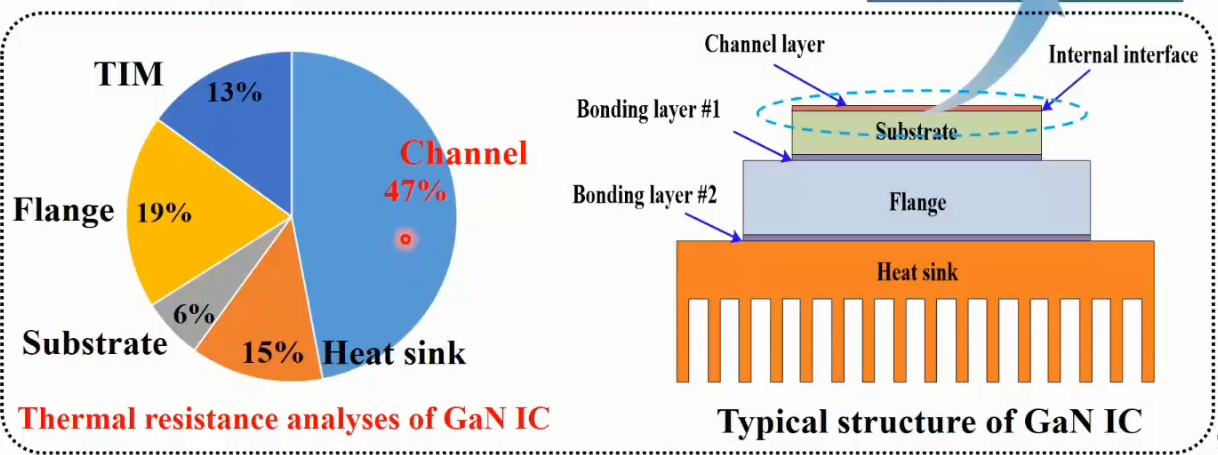 TIM
13%
Channel
47%
Flange
19%
Substrate
6%
15%
Heat sink
Thermal resistance analyses of GaN IC
Channel layer
Internal interface
Bonding layer #1
Substrate
Bonding layer #2
Flange
Heat sink
Typical structure of GaN IC